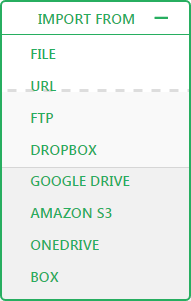 IMPORT FROM
FILE
URL
FTP
DROPBOX
GOOGLE DRIVE
AMAZON S3
ONEDRIVE
BOX